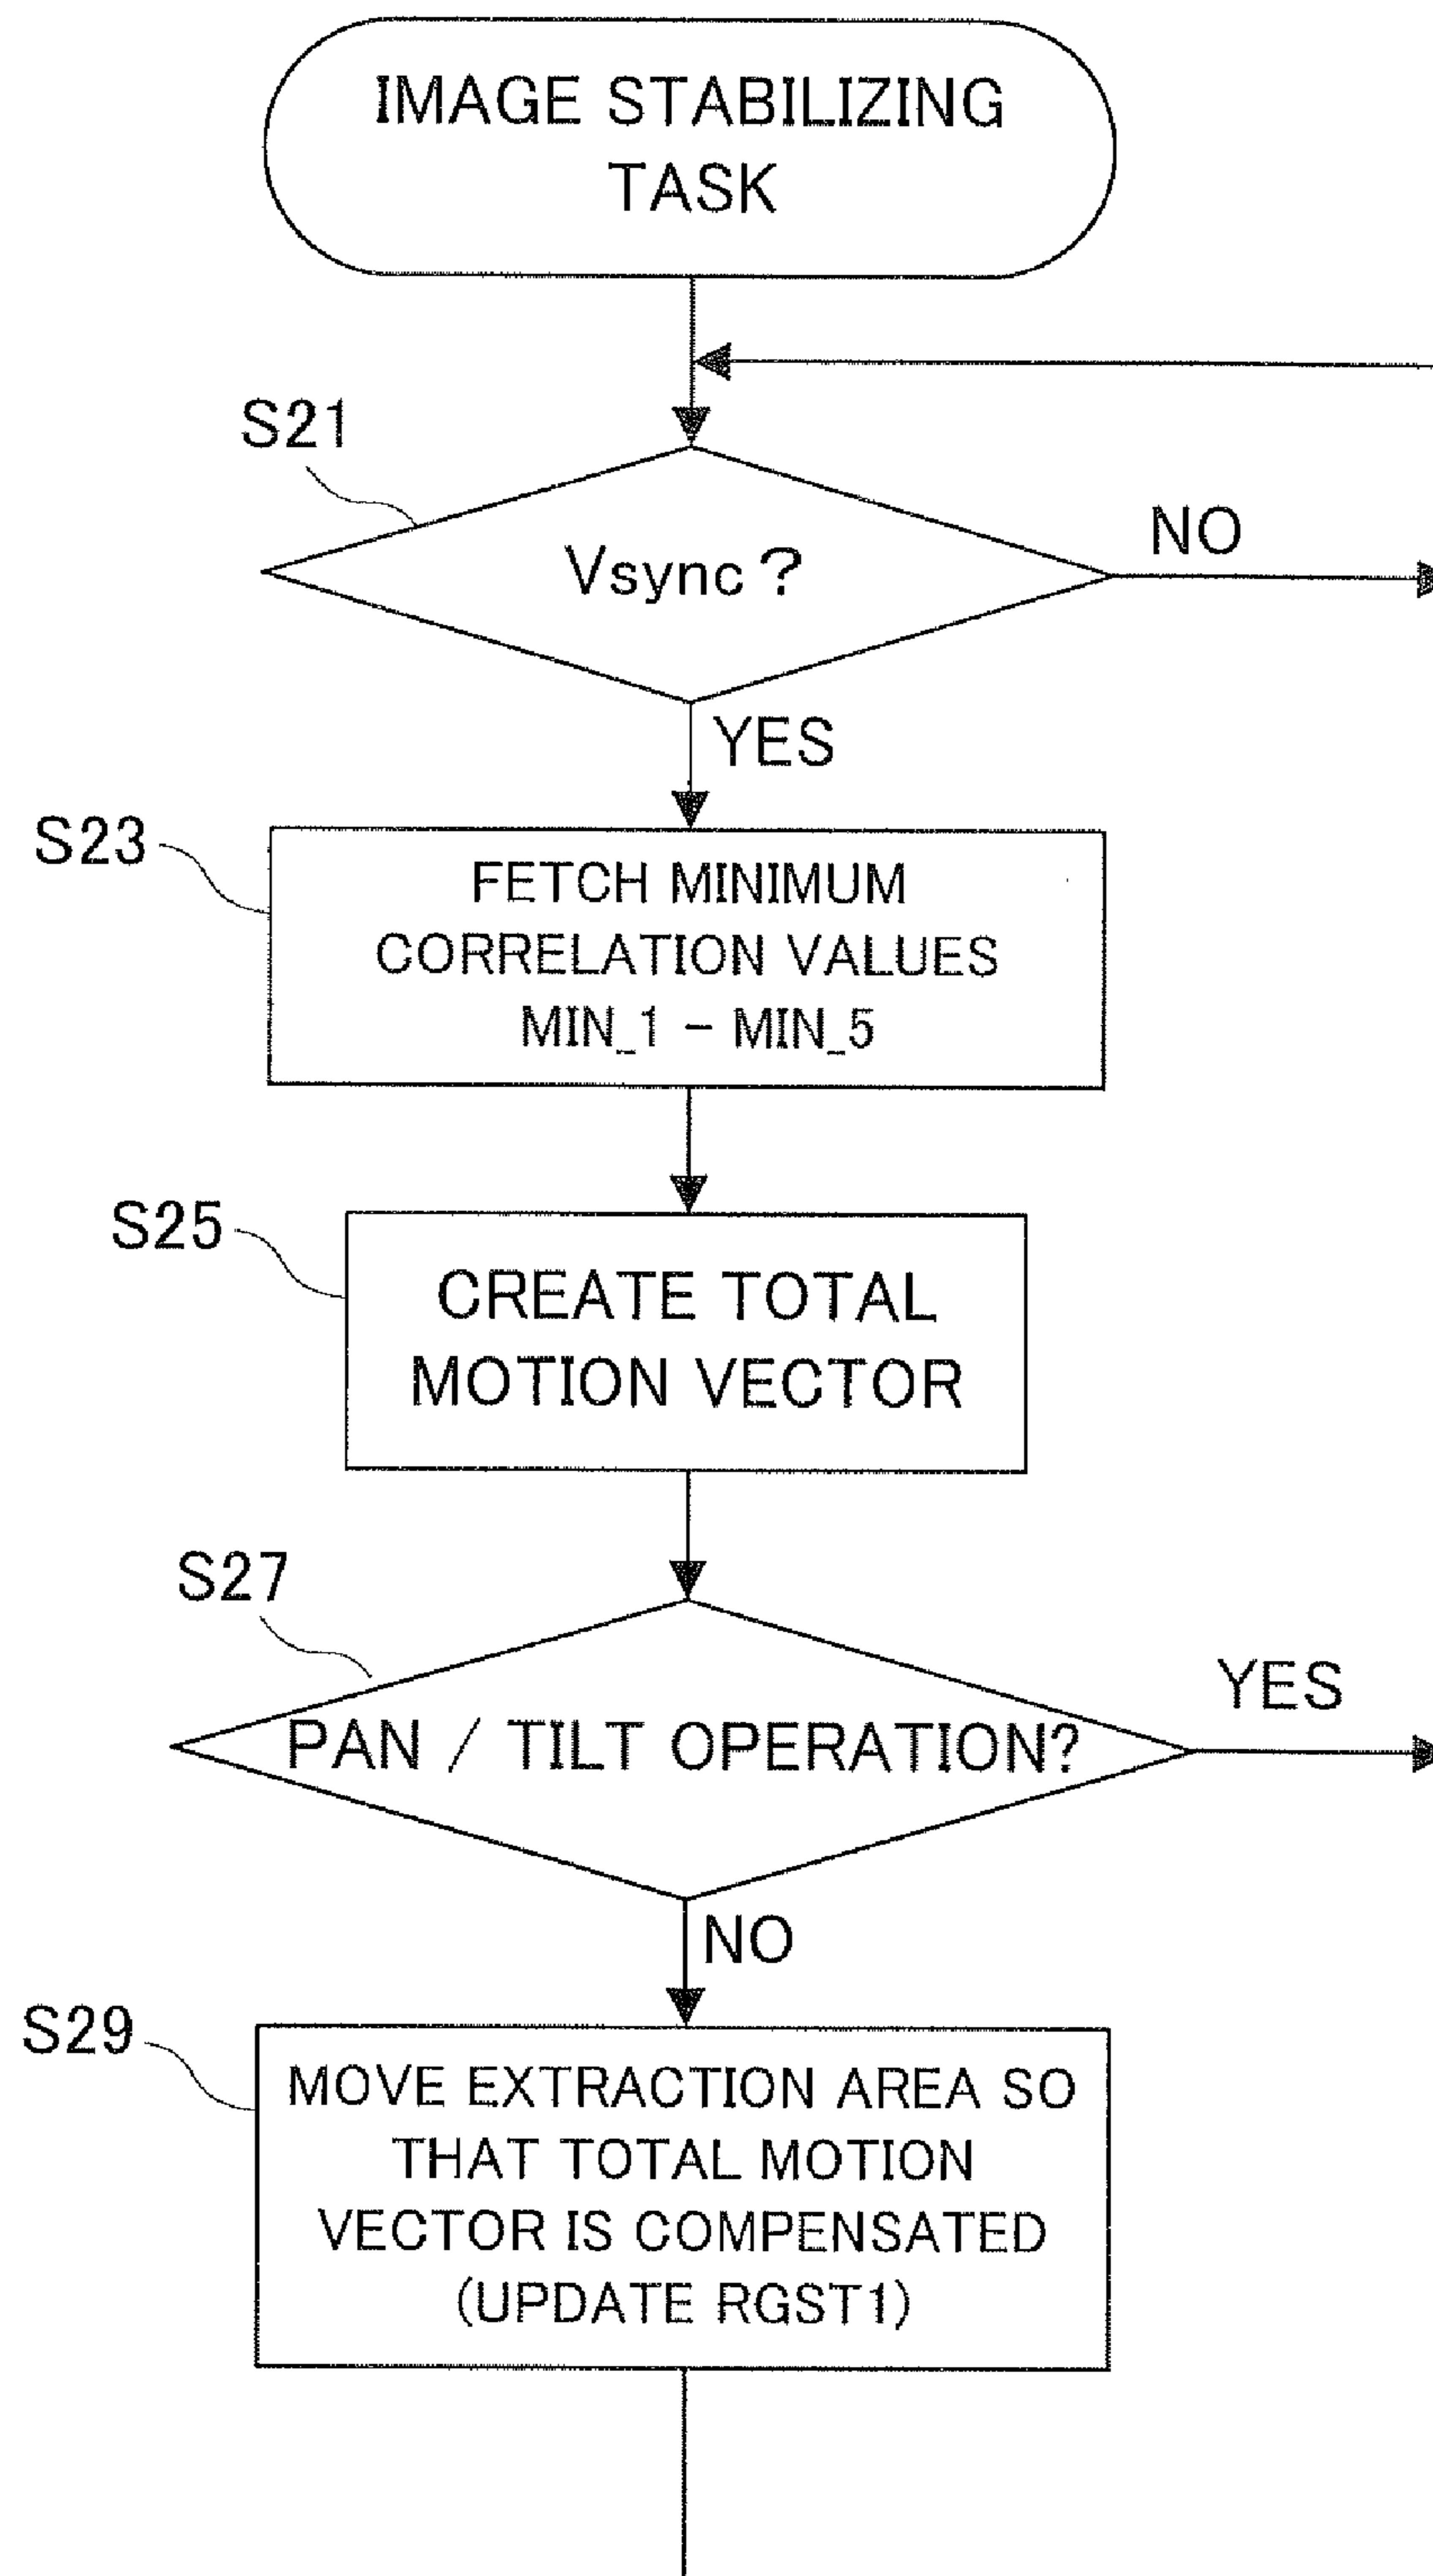 IMAGE STABILIZING
TASK
S21
Vsync ?
NO
YES
S23
FETCH MINIMUM
CORRELATION VALUES
MIN_1 - MIN_5
S25
CREATE TOTAL
MOTION VECTOR
S27
PAN / TILT OPERATION?
YES
NO
S29
MOVE EXTRACTION AREA SO
THAT TOTAL MOTION
VECTOR IS COMPENSATED
(UPDATE RGST1)